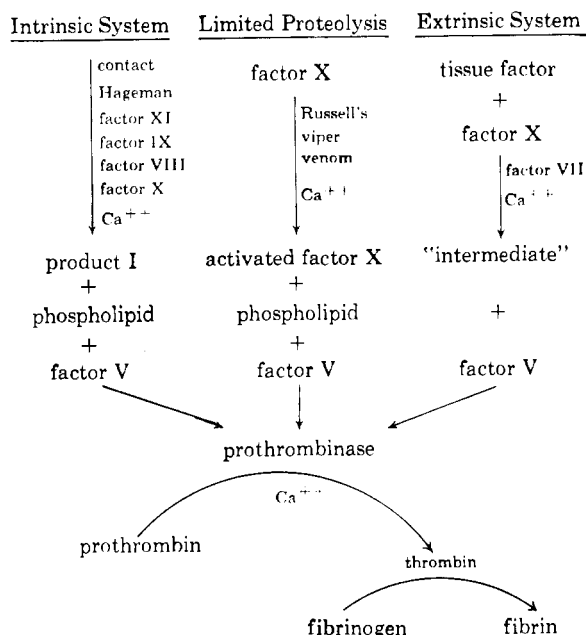 Intrinsic System
Limited Proteolysis
Extrinsic System
contact
Hageman
factor XI
factor IX
factor VIII
factor X
Ca++
product I
+
phospholipid
+
factor V
factor X
Russell's
viper
venom
Ca++
activated factor X
+
phospholipid
+
factor V
tissue factor
+
factor X
factor VII
Ca++
"intermediate"
+
factor V
prothrombinase
Ca++
prothrombin
thrombin
fibrinogen
fibrin